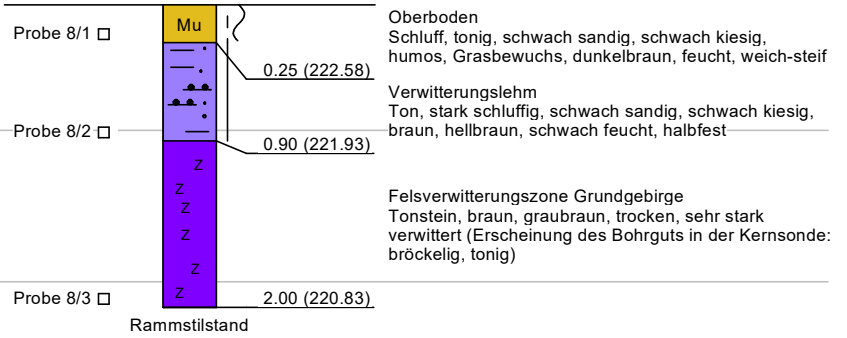 Oberboden
Schluff, tonig, schwach sandig, schwach kiesig,
humos, Grasbewuchs, dunkelbraun, feucht, weich-steif
Probe 8/1
Mu
0.25 (222.58)
Verwitterungslehm
Ton, stark schluffig, schwach sandig, schwach kiesig,
braun, hellbraun, schwach feucht, halbfest
Probe 8/2
0.90 (221.93)
Z
Z
Z
Z
Z
Z
Felsverwitterungszone Grundgebirge
Tonstein, braun, graubraun, trocken, sehr stark
verwittert (Erscheinung des Bohrguts in der Kernsonde:
bröckelig, tonig)
Probe 8/3
2.00 (220.83)
Rammstilstand